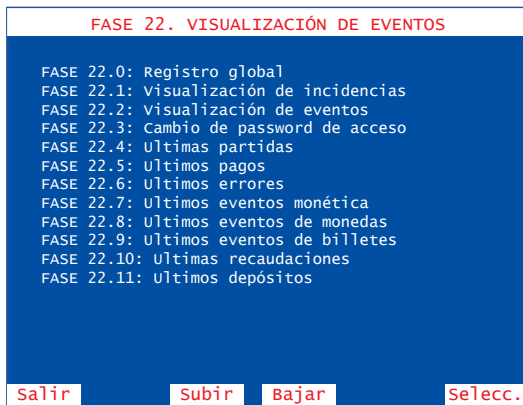 FASE 22. VISUALIZACIÓN DE EVENTOS
FASE 22.0: Registro global
FASE 22.1: Visualización de incidencias
FASE 22.2: Visualización de eventos
FASE 22.3: Cambio de password de acceso
FASE 22.4: Ultimas partidas
FASE 22.5: Ultimos pagos
FASE 22.6: Ultimos errores
FASE 22.7: Ultimos eventos monética
FASE 22.8: Ultimos eventos de monedas
FASE 22.9: Ultimos eventos de billetes
FASE 22.10: Ultimas recaudaciones
FASE 22.11: Ultimos depósitos
Salir Subir Bajar Selecc.